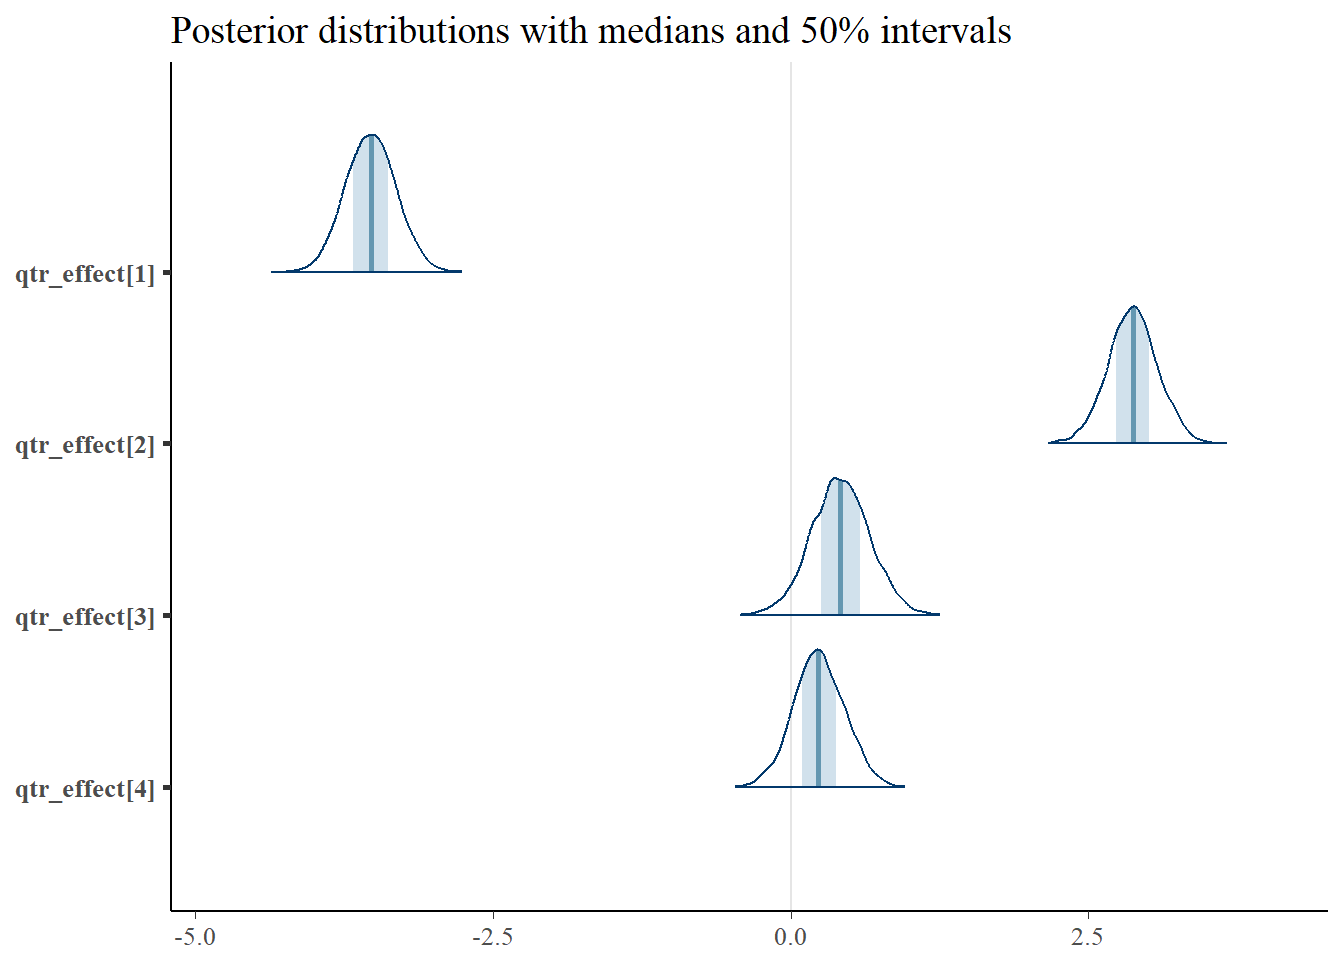 Posterior distributions with medians and 50% intervals
qtr_effect[1]
qtr_effect[2]
qtr_effect[3]
qtr_effect[4]
-5.0 -2.5 0.0 2.5